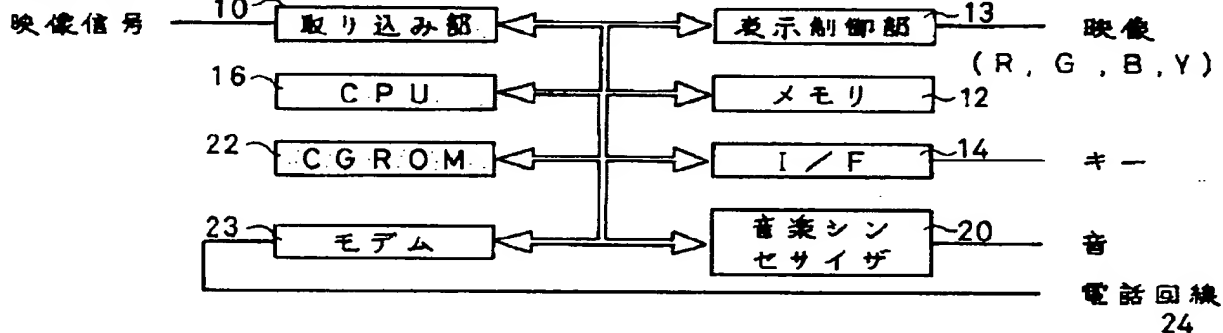 映像信号 10 取り込み部 表示制御部 13 映像
(R, G, B, Y)
16 CPU メモリ 12
22 CGROM I/F 14 キー
23 モデム 音楽シン
セサイザ 20 音
電話回線
24